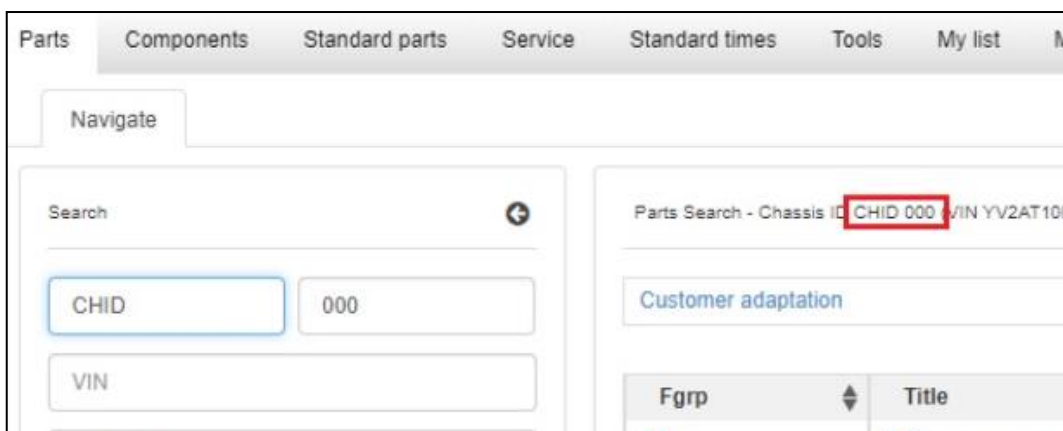 Parts Components Standard parts Service Standard times Tools My list
Navigate
Search
Parts Search - Chassis ID CHID 000 (VIN YV2AT10
CHID 000
Customer adaptation
VIN
Fgrp Title